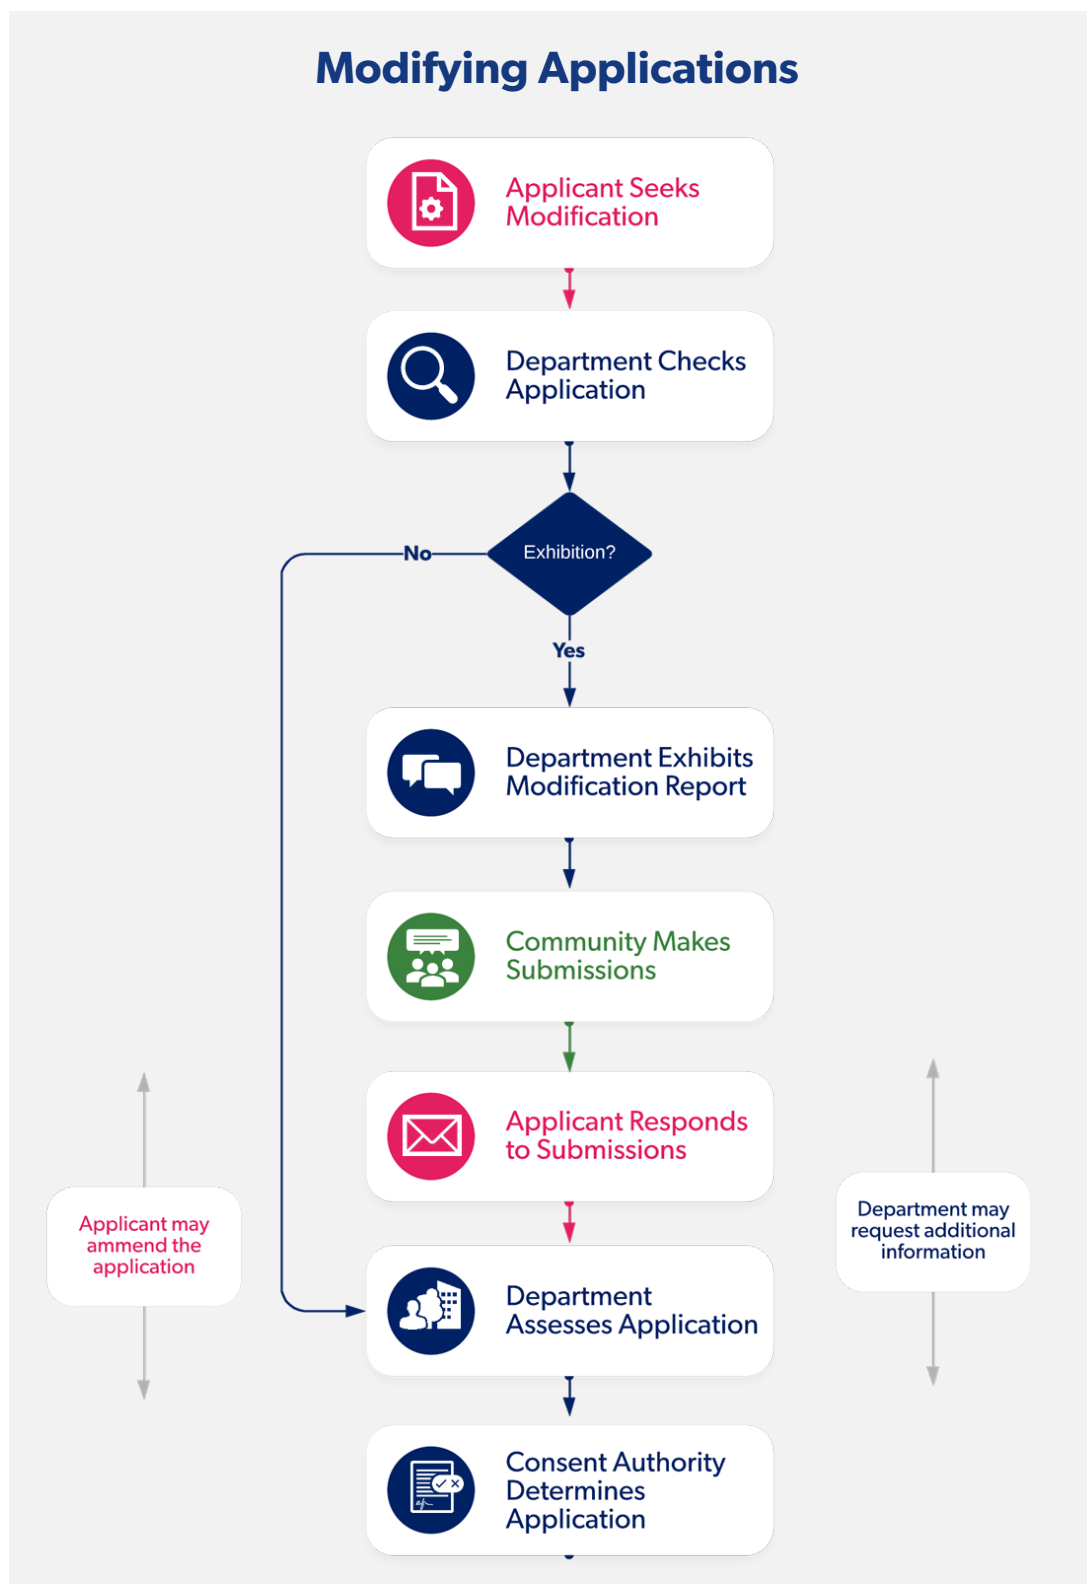 Modifying Applications
Applicant Seeks
Modification
Department Checks
Application
Exhibition?
No
Yes
Department Exhibits
Modification Report
Community Makes
Submissions
Applicant Responds
to Submissions
Applicant may
ammend the
application
Department may
request additional
information
Department
Assesses Application
Consent Authority
Determines
Application